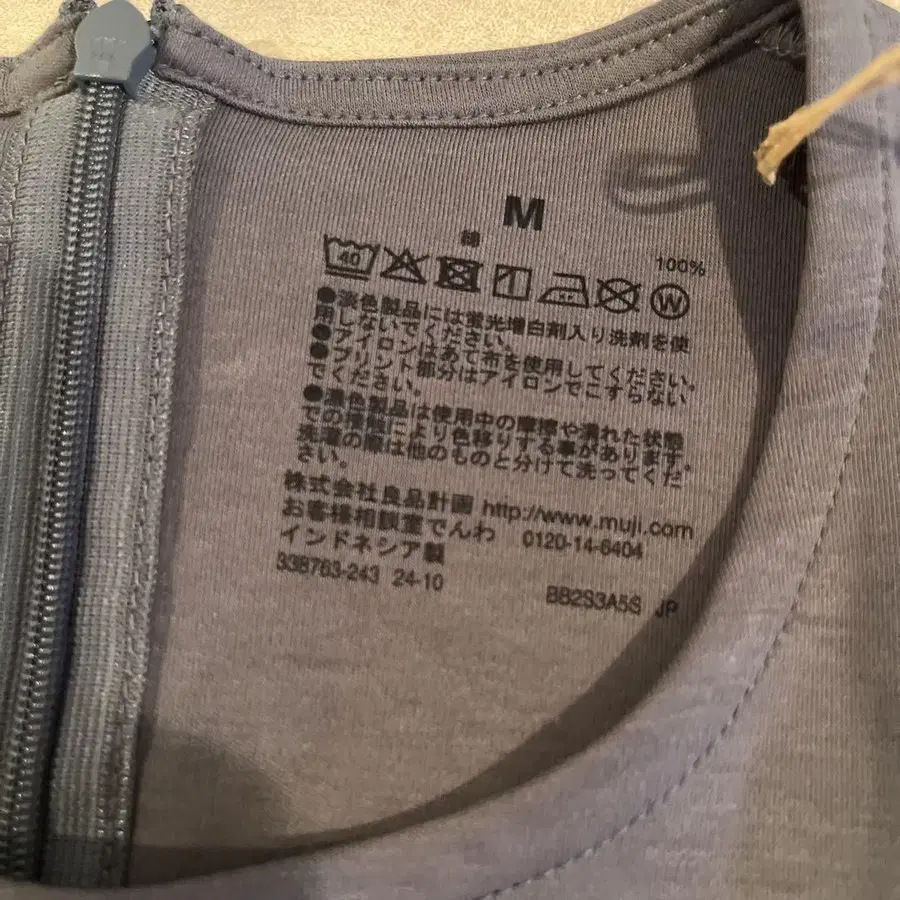 M
綿 100%
40 W
●淡色製品には蛍光増白剤入り洗剤を使
用しないでください。
●アイロンはあて布を使用してください。
●プリント部分はアイロンでこすらない
でください。
●濃色製品は使用中の摩擦や濡れた状態
での接触により色移りする事があります。
洗濯の際は他のものと分けて洗ってくだ
さい。
株式会社良品計画 http://www.muji.com
お客様相談室でんわ 0120-14-6404
インドネシア製
338763-243 24-10 BB2S3A5S JP